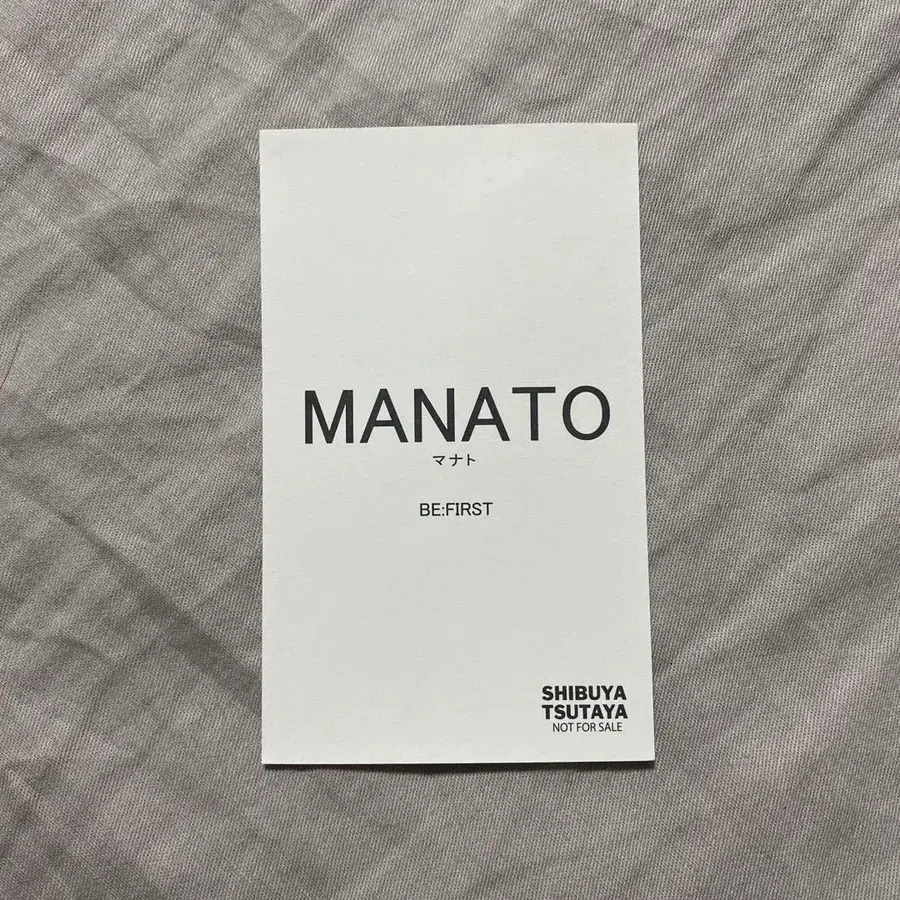 MANATO
マナト
BE:FIRST
SHIBUYA
TSUTAYA
NOT FOR SALE